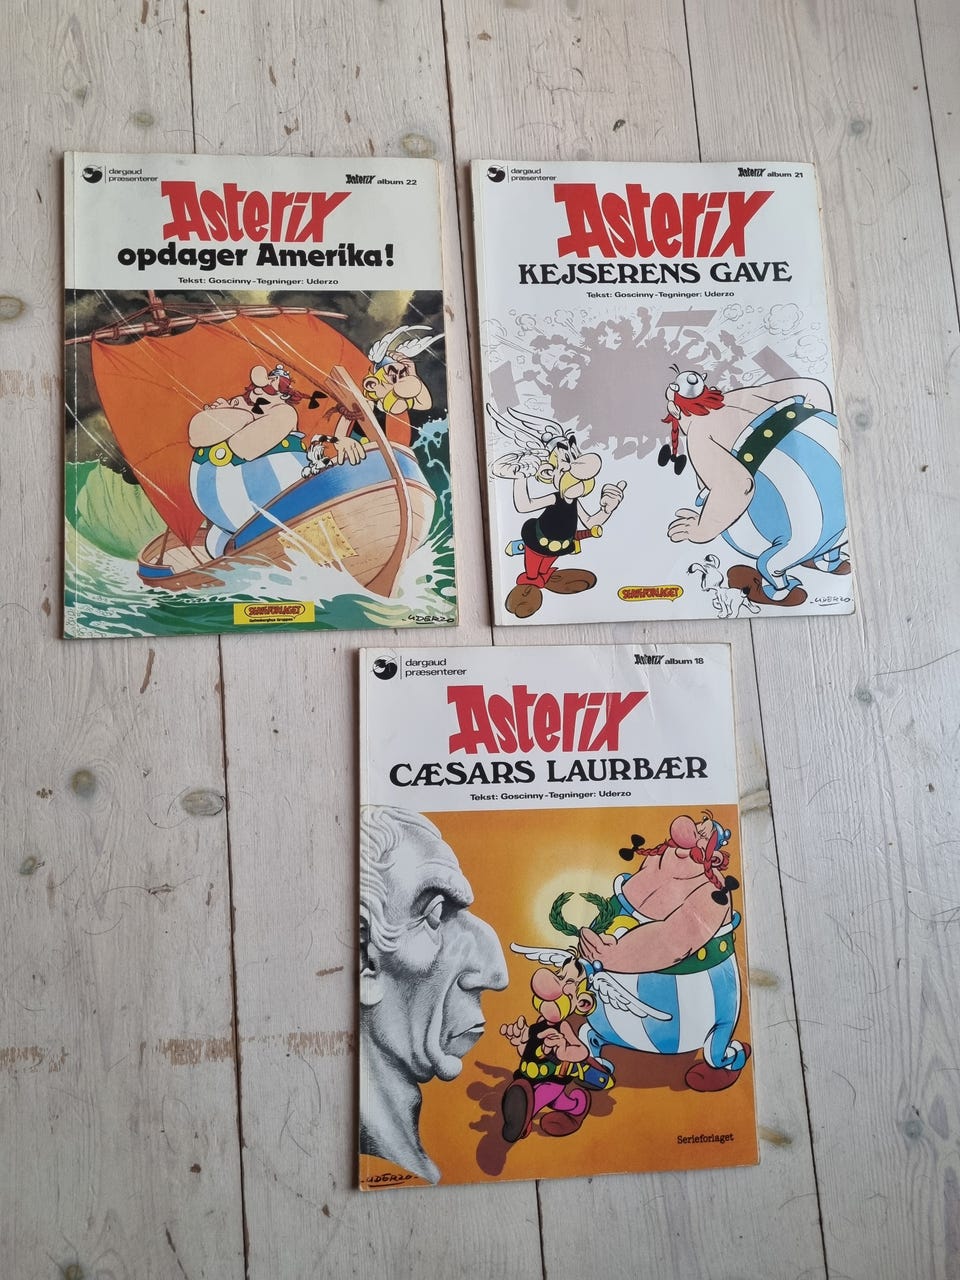 dargaud
præsenterer
Asterix album 22
Asterix
opdager Amerika!
Tekst: Goscinny-Tegninger: Uderzo
SERIEFORLAGET
Gutenberghus Gruppen
-UDERZO
dargaud
præsenterer
Asterix album 21
Asterix
KEJSERENS GAVE
Tekst: Goscinny-Tegninger: Uderzo
SERIEFORLAGET
-UDERZO-
dargaud
præsenterer
Asterix album 18
Asterix
CÆSARS LAURBÆR
Tekst: Goscinny-Tegninger: Uderzo
Serieforlaget
-UDERZO-